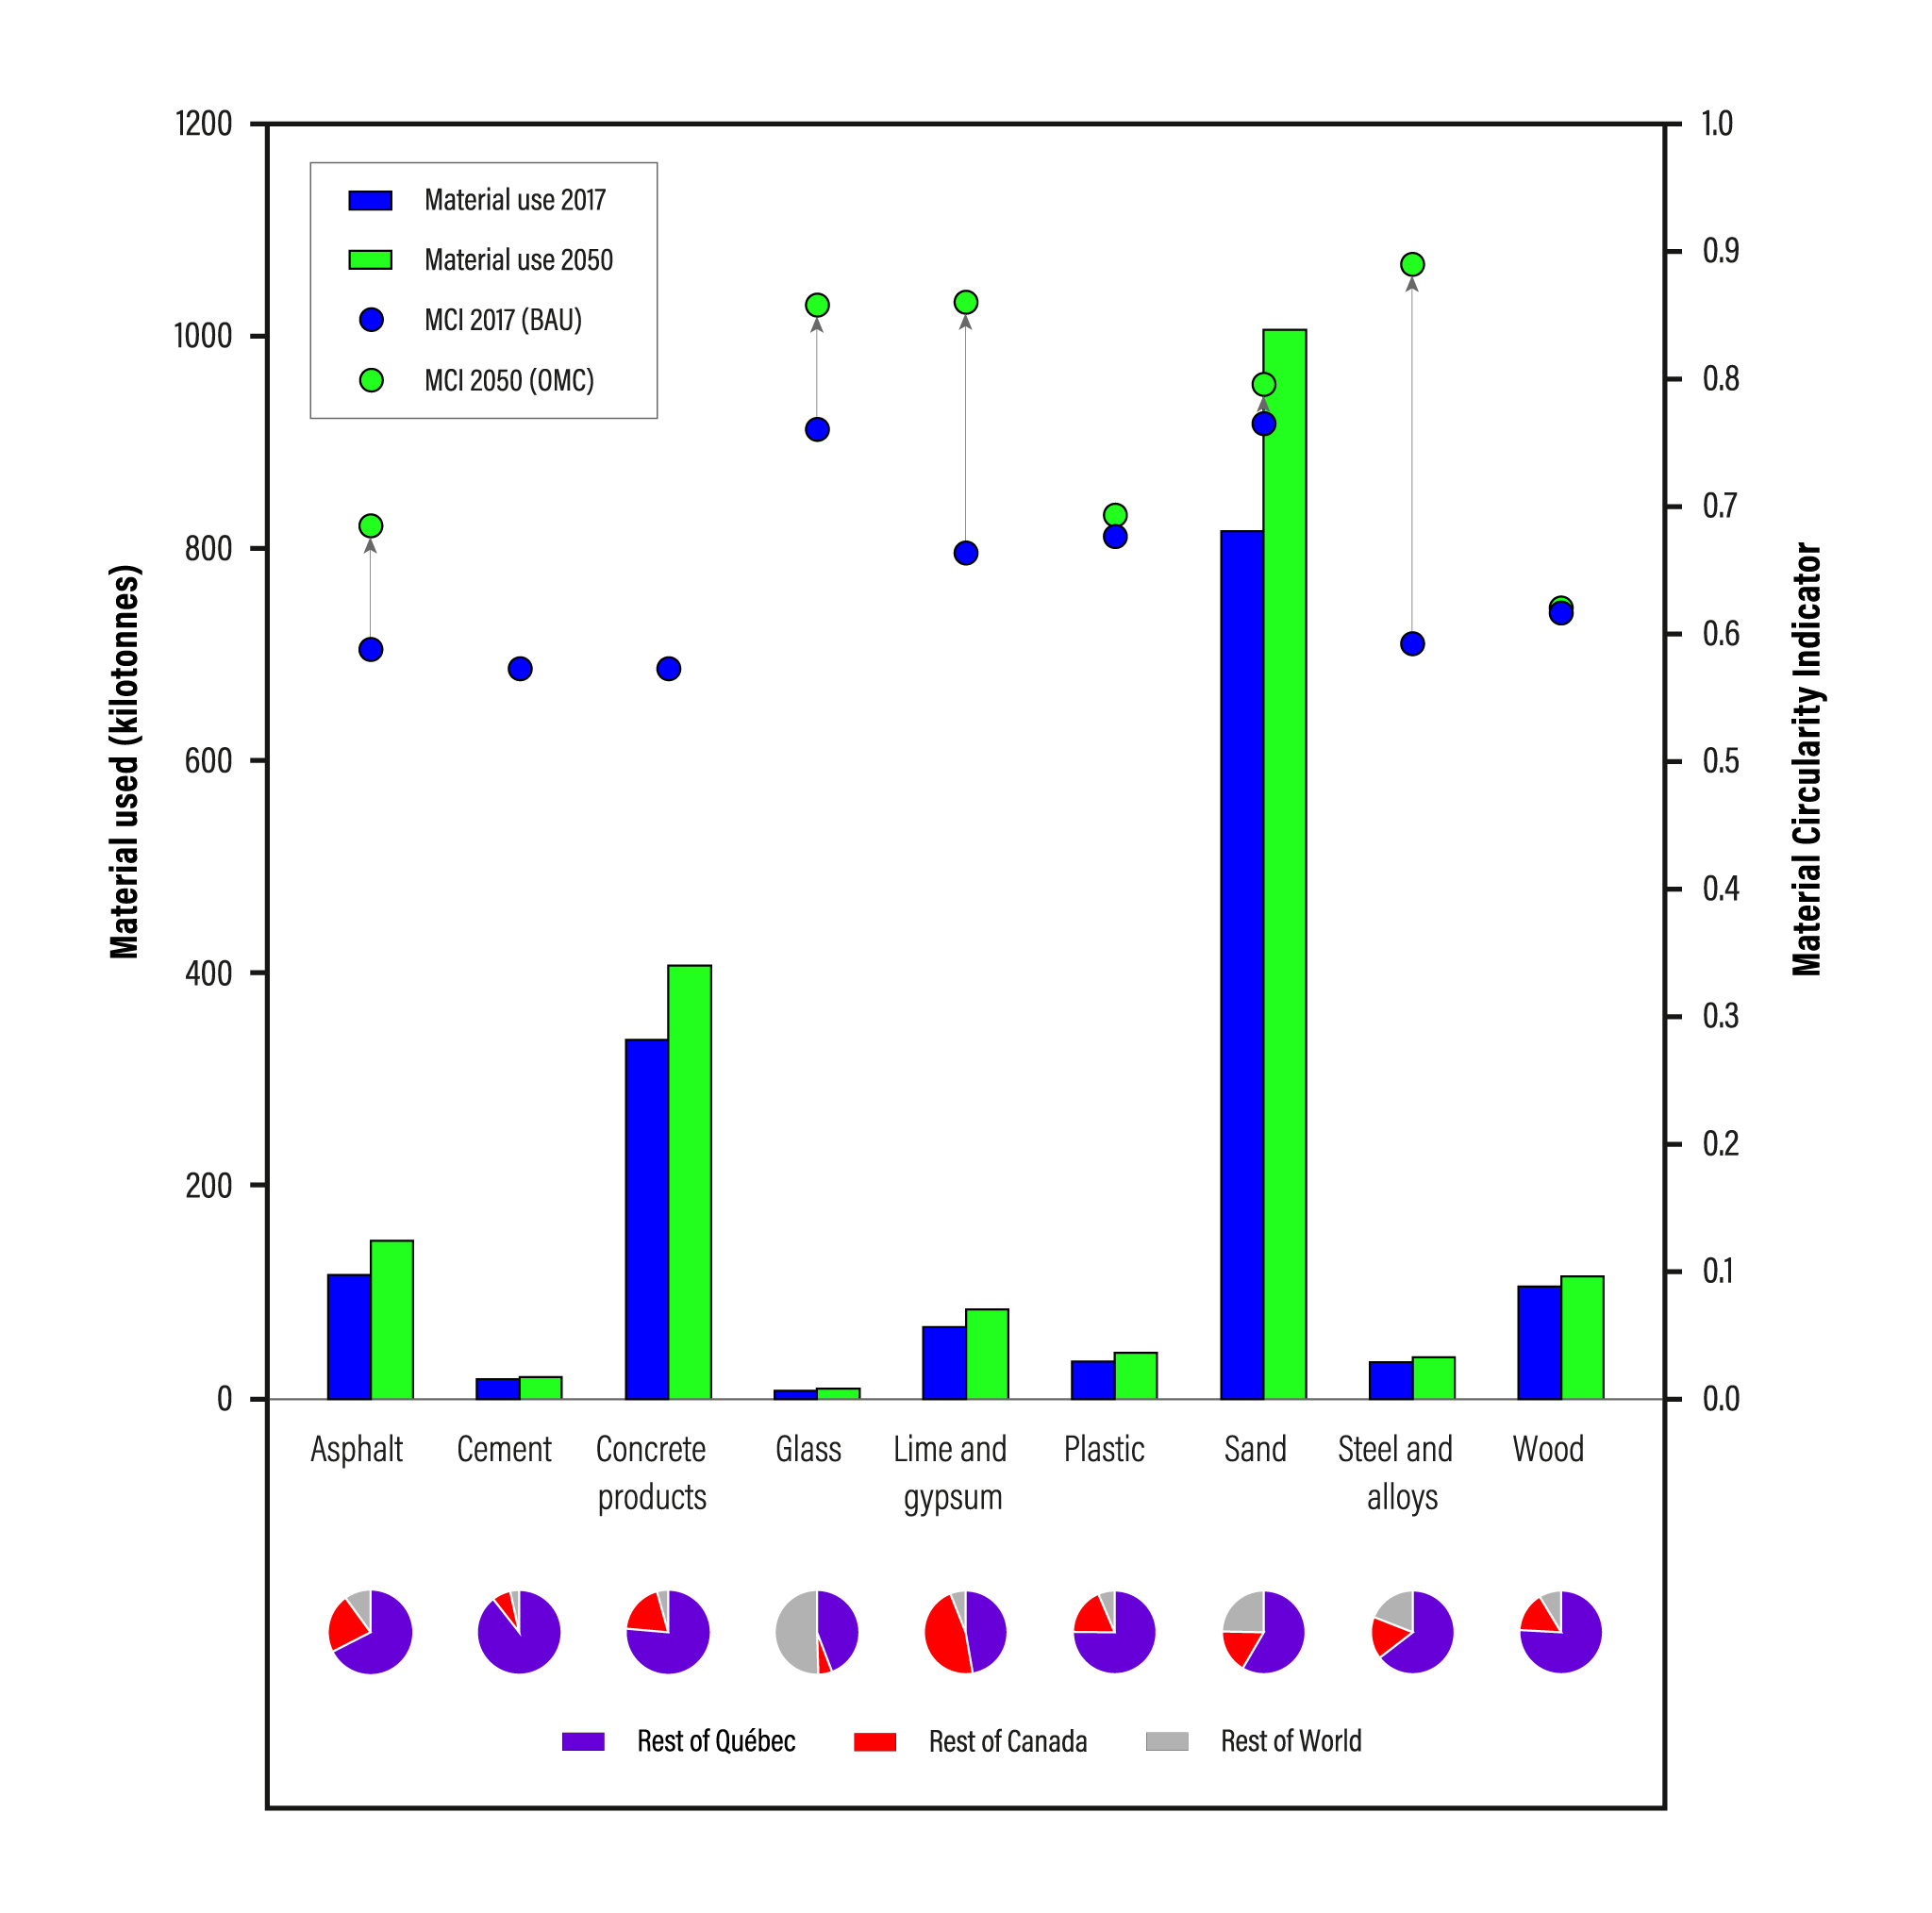 1200
1000
800
600
400
200
0
Material used (kilotonnes)
Material use 2017
Material use 2050
MCI 2017 (BAU)
MCI 2050 (OMC)
1.0
0.9
0.8
0.7
0.6
0.5
0.4
0.3
0.2
0.1
0.0
Material Circularity Indicator
Asphalt
Cement
Concrete
products
Glass
Lime and
gypsum
Plastic
Sand
Steel and
alloys
Wood
Rest of Québec
Rest of Canada
Rest of World